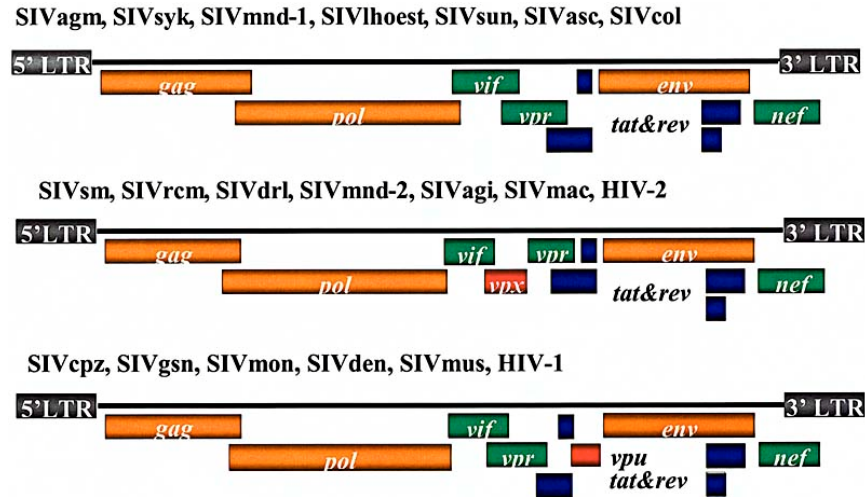 SIVagm, SIVsyk, SIVmnd-1, SIVlhoest, SIVsun, SIVasc, SIVcol
5' LTR 3' LTR
gag vif env
pol vpr tat&rev nef
SIVsm, SIVrcm, SIVdrl, SIVmnd-2, SIVagi, SIVmac, HIV-2
5'LTR 3' LTR
gag vif vpr env
pol vpx tat&rev nef
SIVcpz, SIVgsn, SIVmon, SIVden, SIVmus, HIV-1
5'LTR 3' LTR
gag vif env
pol vpr vpu nef
tat&rev